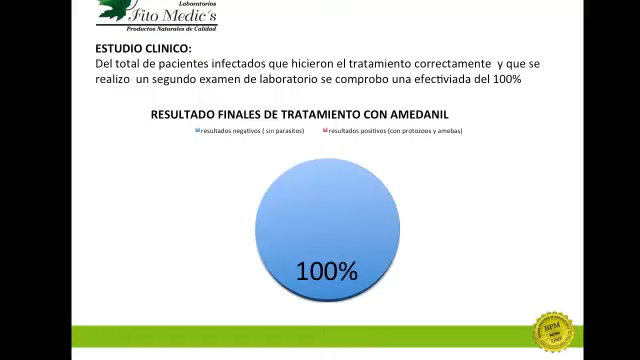 Laboratorios
Fito Medic's
Productos Naturales de Calidad
ESTUDIO CLINICO:
Del total de pacientes infectados que hicieron el tratamiento correctamente y que se
realizo un segundo examen de laboratorio se comprobo una efectiviada del 100%
RESULTADO FINALES DE TRATAMIENTO CON AMEDANIL
resultados negativos ( sin parasitos) resultados positivos (con protozoos y amebas)
100%
BPM
GMP